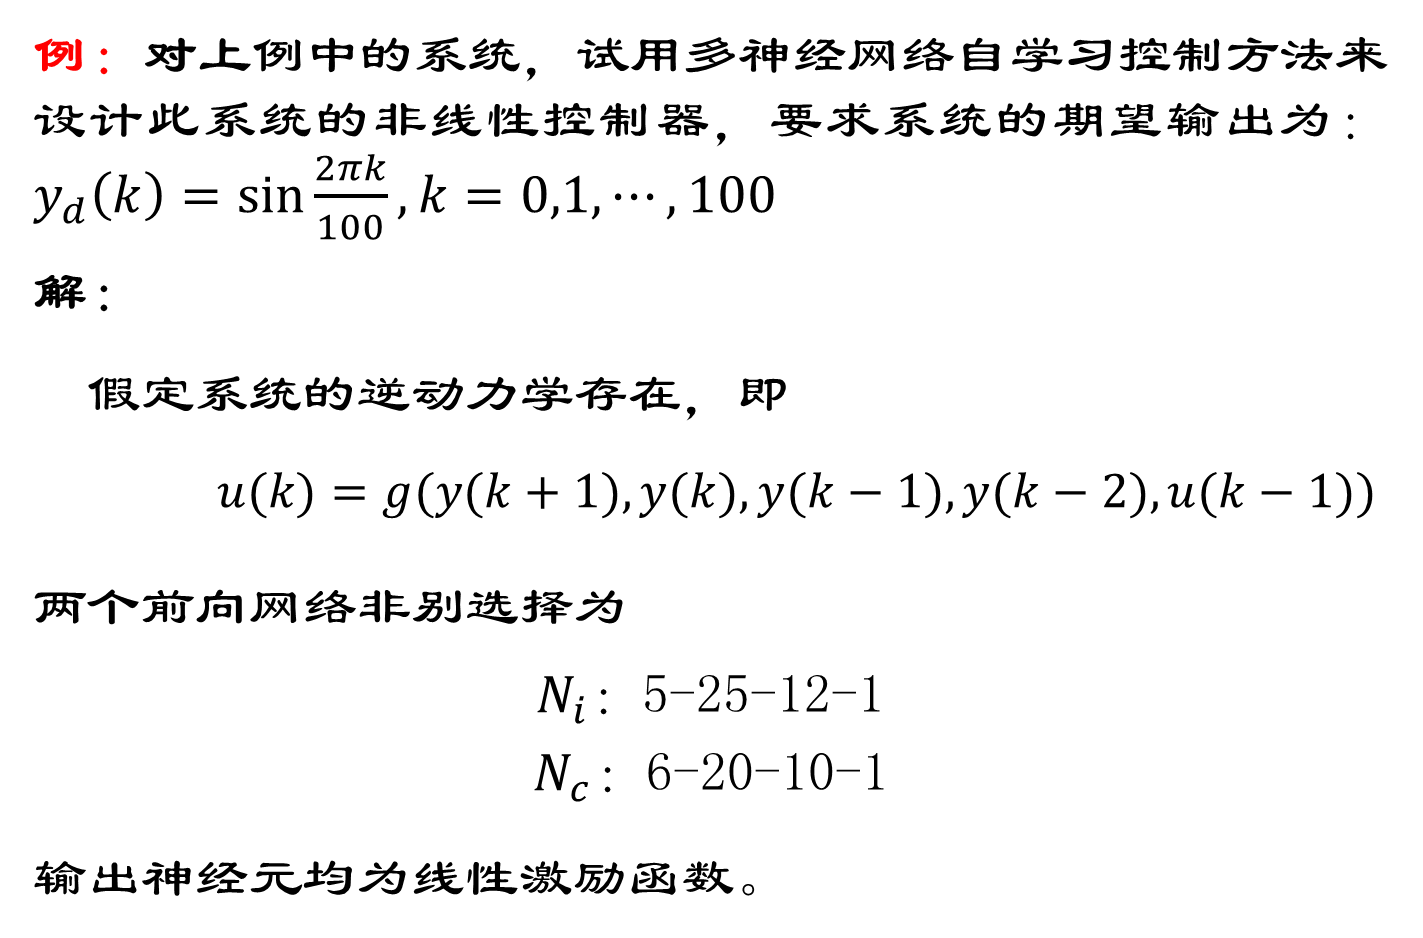 例：对上例中的系统，试用多神经网络自学习控制方法来
设计此系统的非线性控制器，要求系统的期望输出为：
$y_d(k) = \sin\frac{2\pi k}{100}, k = 0,1,\cdots,100$
解：
假定系统的逆动力学存在，即
$u(k) = g(y(k+1), y(k), y(k-1), y(k-2), u(k-1))$
两个前向网络非别选择为
$N_i$：5-25-12-1
$N_c$：6-20-10-1
输出神经元均为线性激励函数。